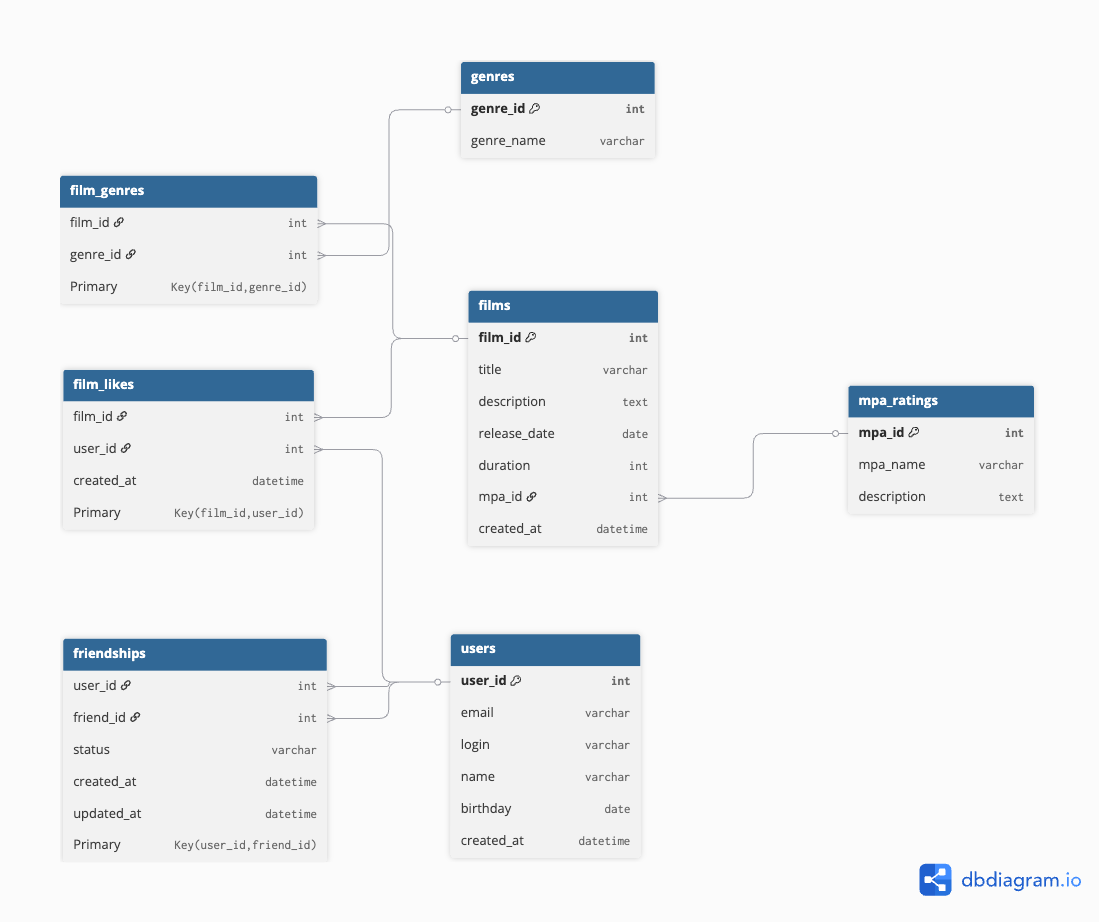 genres
genre_id int
genre_name varchar
film_genres
film_id int
genre_id int
Primary Key(film_id,genre_id)
films
film_id int
title varchar
description text
release_date date
duration int
mpa_id int
created_at datetime
film_likes
film_id int
user_id int
created_at datetime
Primary Key(film_id,user_id)
mpa_ratings
mpa_id int
mpa_name varchar
description text
friendships
user_id int
friend_id int
status varchar
created_at datetime
updated_at datetime
Primary Key(user_id,friend_id)
users
user_id int
email varchar
login varchar
name varchar
birthday date
created_at datetime
dbdiagram.io